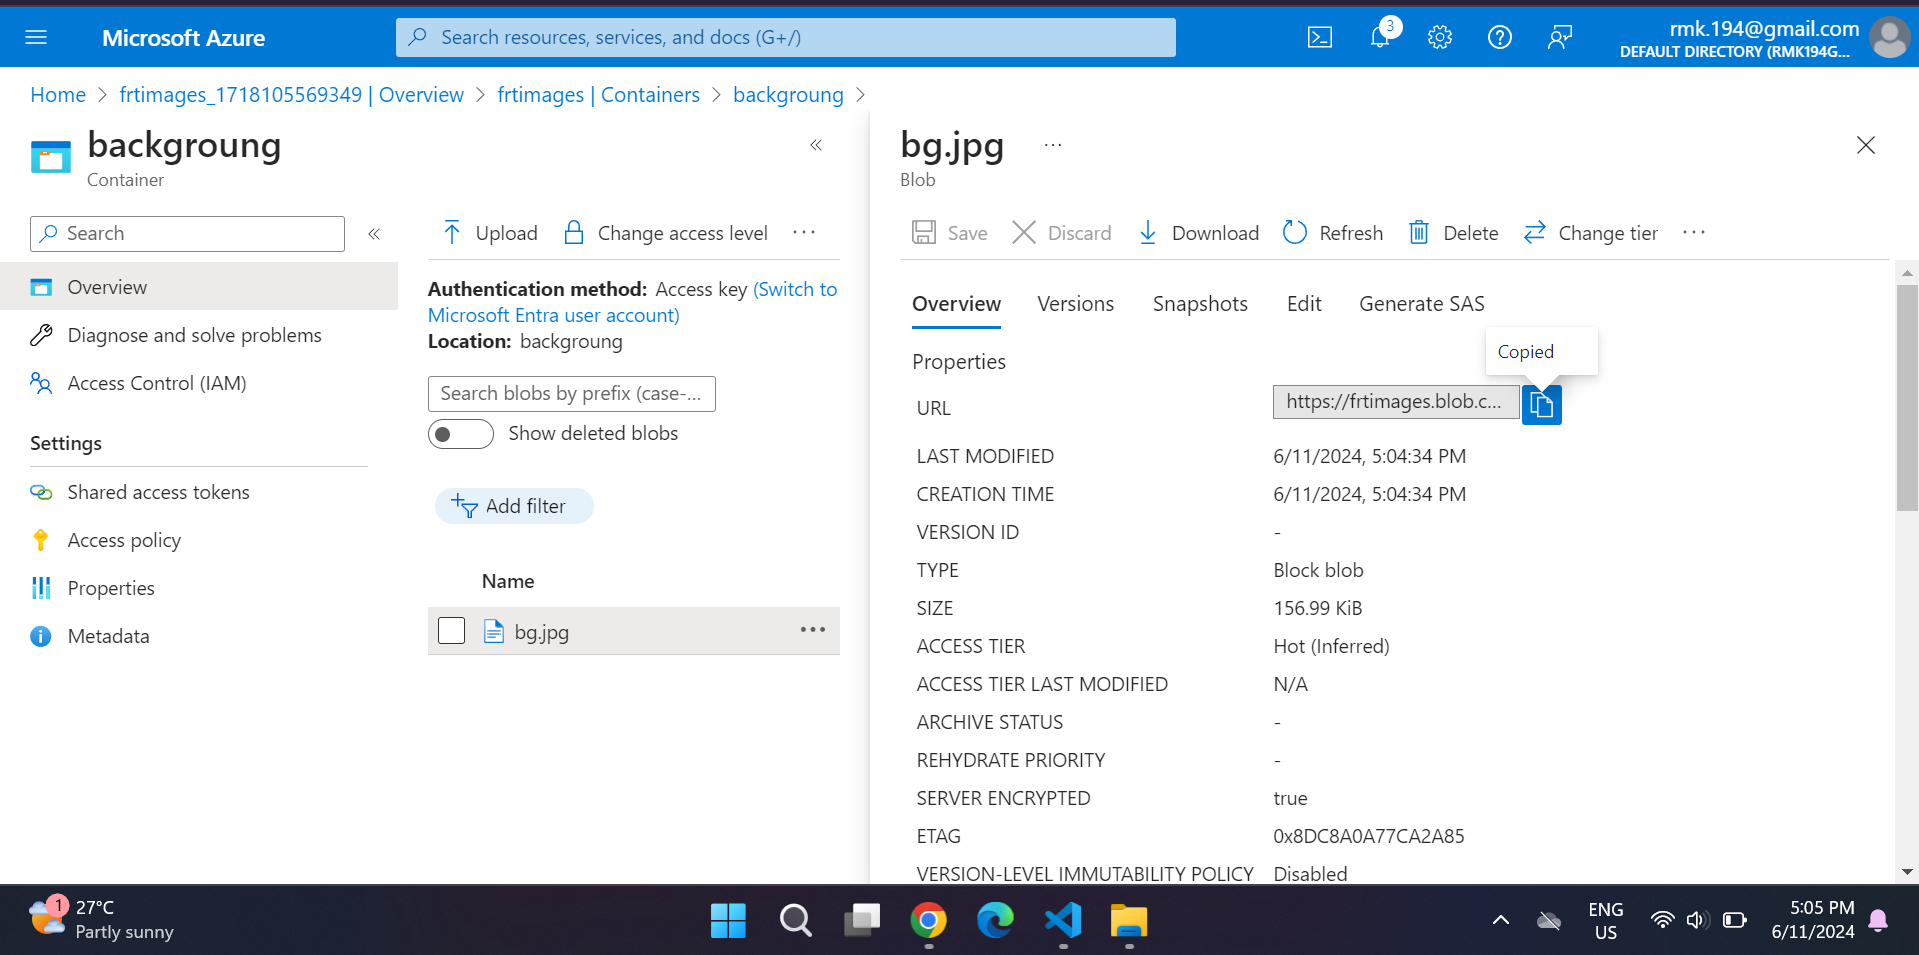 Microsoft Azure
Search resources, services, and docs (G+/)
3
rmk.194@gmail.com
DEFAULT DIRECTORY (RMK194G...
Home > frtimages_1718105569349 | Overview > frtimages | Containers > backgroung >
backgroung
Container
Search
Overview
Diagnose and solve problems
Access Control (IAM)
Settings
Shared access tokens
Access policy
Properties
Metadata
Upload
Change access level
Authentication method: Access key (Switch to
Microsoft Entra user account)
Location: backgroung
Search blobs by prefix (case-...
Show deleted blobs
Add filter
Name
bg.jpg
bg.jpg
Blob
Save
Discard
Download
Refresh
Delete
Change tier
Overview
Versions
Snapshots
Edit
Generate SAS
Copied
Properties
URL https://frtimages.blob.c...
LAST MODIFIED 6/11/2024, 5:04:34 PM
CREATION TIME 6/11/2024, 5:04:34 PM
VERSION ID -
TYPE Block blob
SIZE 156.99 KiB
ACCESS TIER Hot (Inferred)
ACCESS TIER LAST MODIFIED N/A
ARCHIVE STATUS -
REHYDRATE PRIORITY -
SERVER ENCRYPTED true
ETAG 0x8DC8A0A77CA2A85
VERSION-LEVEL IMMUTABILITY POLICY Disabled
1
27°C
Partly sunny
ENG
US
5:05 PM
6/11/2024